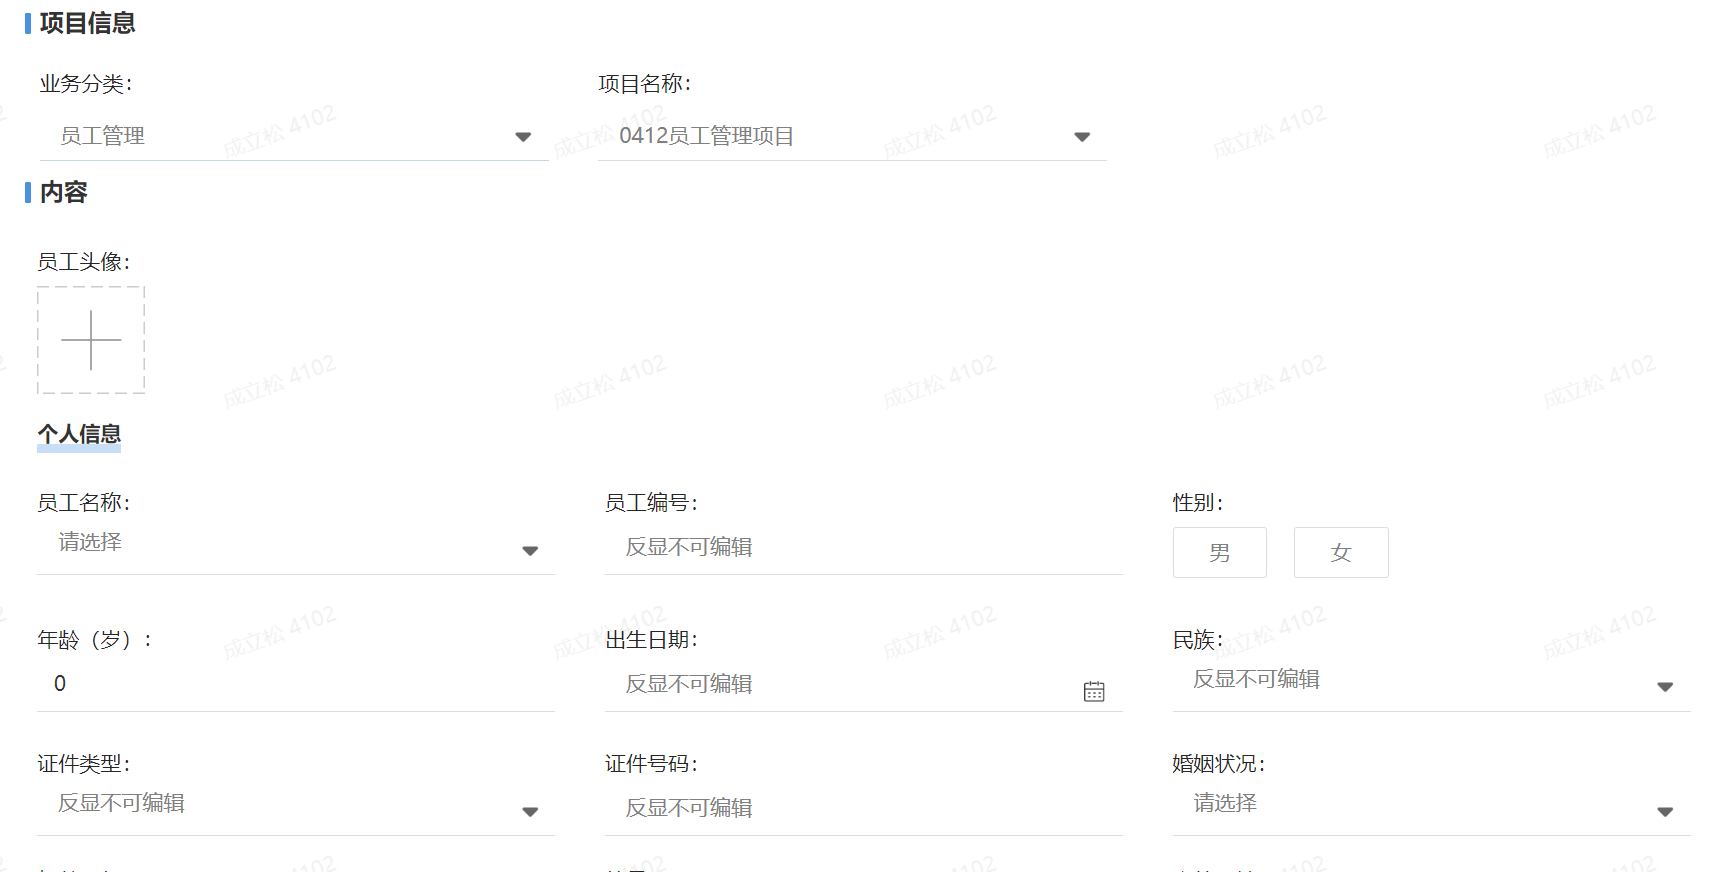 项目信息
业务分类： 项目名称：
员工管理 0412员工管理项目
内容
员工头像：
个人信息
员工名称： 员工编号： 性别：
请选择 反显不可编辑 男 女
年龄（岁）： 出生日期： 民族：
0 反显不可编辑 反显不可编辑
证件类型： 证件号码： 婚姻状况：
反显不可编辑 反显不可编辑 请选择
成立松 4102